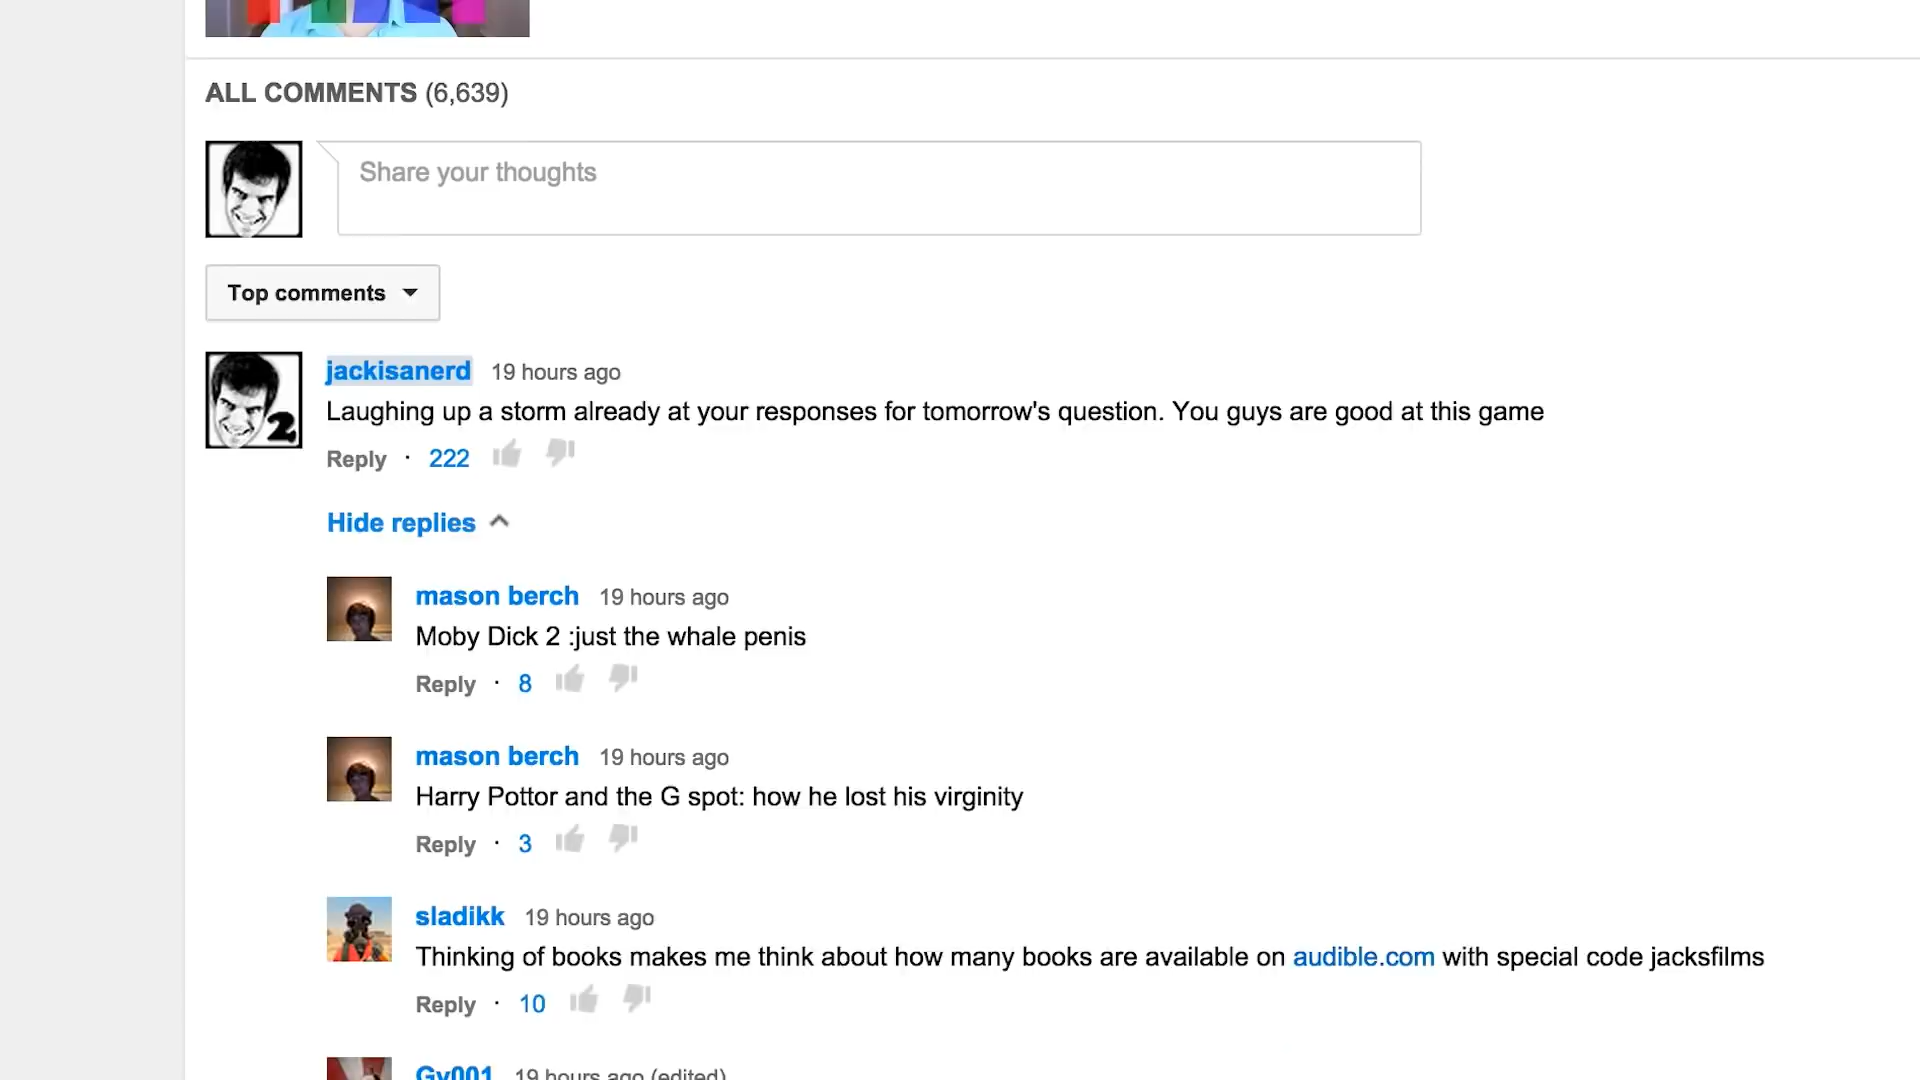 ALL COMMENTS (6,639)
Share your thoughts
Top comments
jackisanerd 19 hours ago
Laughing up a storm already at your responses for tomorrow's question. You guys are good at this game
Reply · 222
Hide replies
mason berch 19 hours ago
Moby Dick 2 :just the whale penis
Reply · 8
mason berch 19 hours ago
Harry Pottor and the G spot: how he lost his virginity
Reply · 3
sladikk 19 hours ago
Thinking of books makes me think about how many books are available on audible.com with special code jacksfilms
Reply · 10
Gv001 19 hours ago (edited)